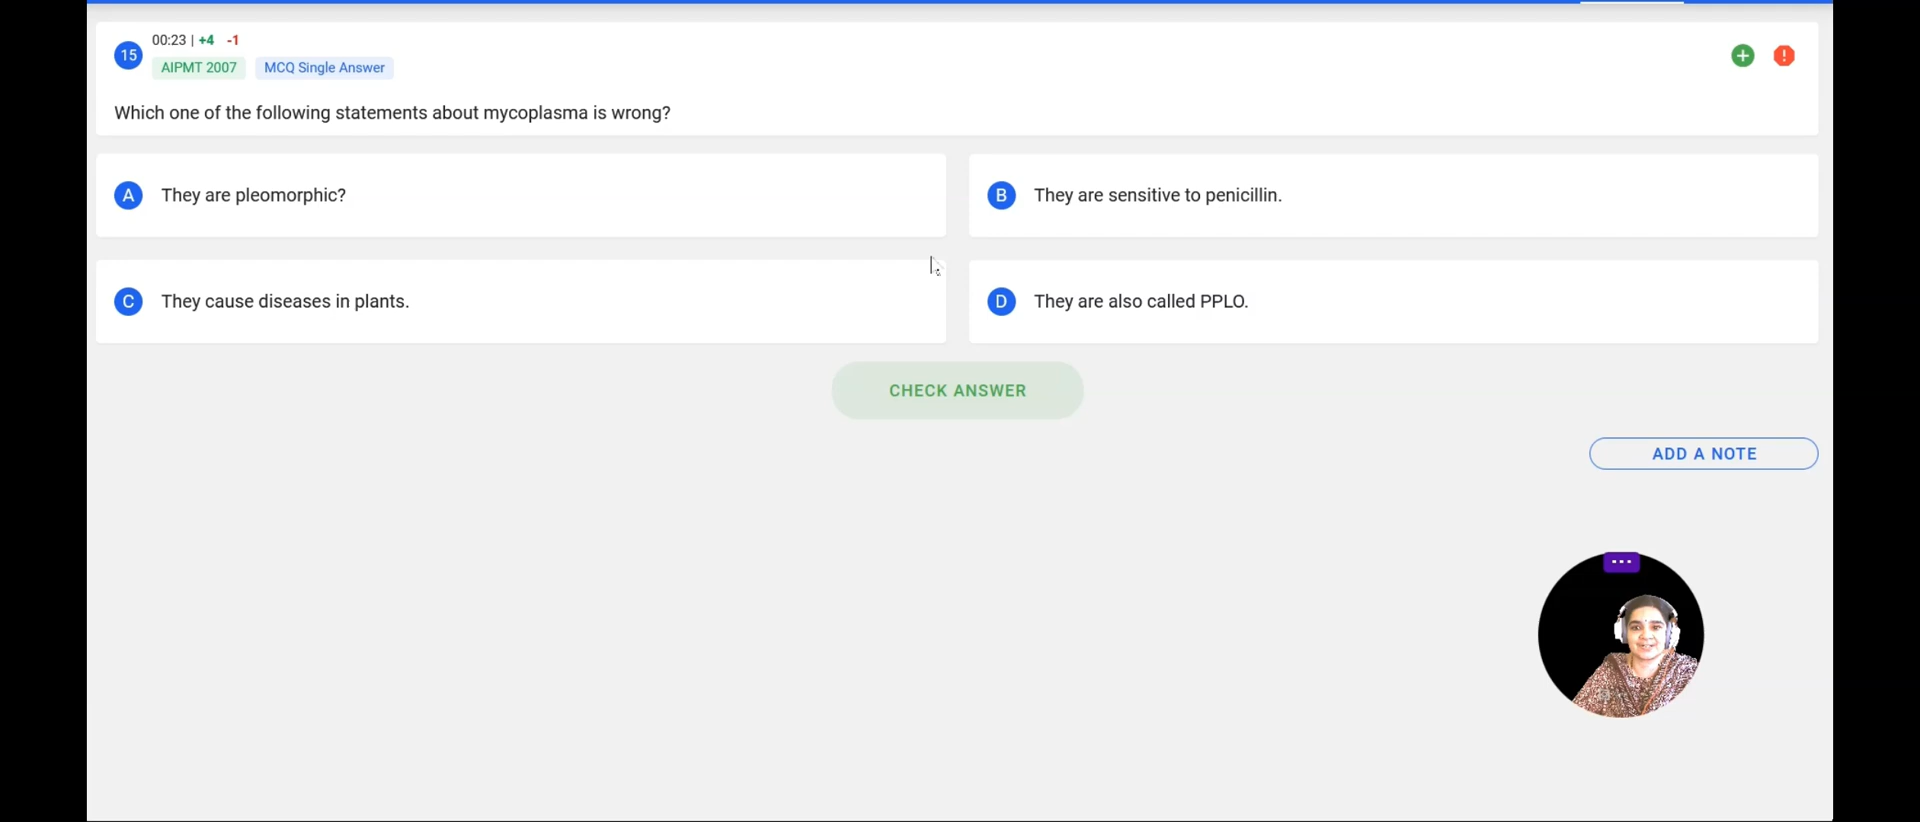 15
00:23 | +4 -1
AIPMT 2007 MCQ Single Answer
Which one of the following statements about mycoplasma is wrong?
A They are pleomorphic?
B They are sensitive to penicillin.
C They cause diseases in plants.
D They are also called PPLO.
CHECK ANSWER
ADD A NOTE